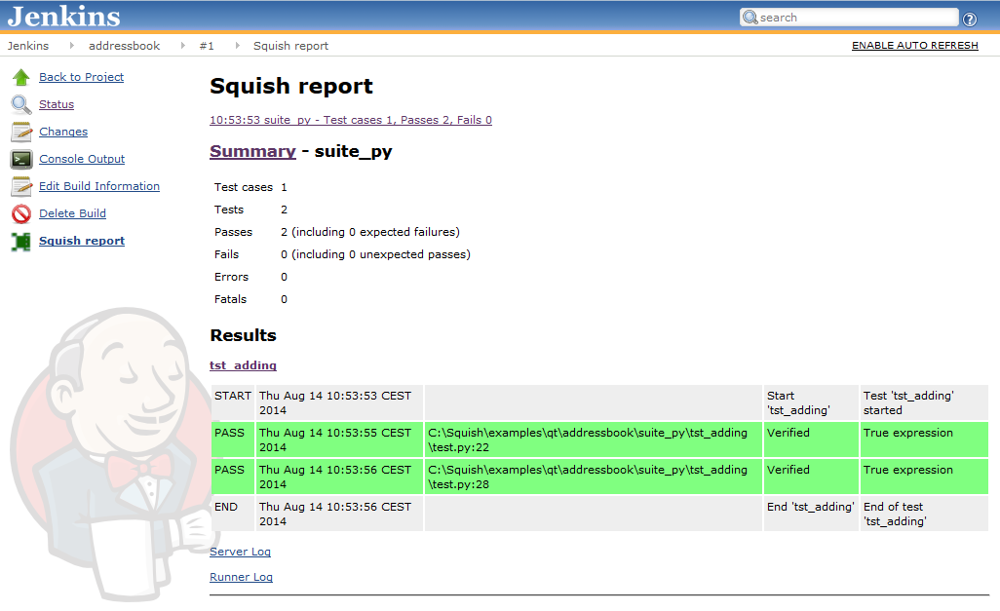 Jenkins
search
Jenkins addressbook #1 Squish report ENABLE AUTO REFRESH
Back to Project
Status
Changes
Console Output
Edit Build Information
Delete Build
Squish report
Squish report
10:53:53 suite_py - Test cases 1, Passes 2, Fails 0
Summary - suite_py
Test cases 1
Tests 2
Passes 2 (including 0 expected failures)
Fails 0 (including 0 unexpected passes)
Errors 0
Fatals 0
Results
tst_adding
START Thu Aug 14 10:53:53 CEST Start Test 'tst_adding'
2014 'tst_adding' started
PASS Thu Aug 14 10:53:55 CEST C:\Squish\examples\qt\addressbook\suite_py\tst_adding Verified True expression
2014 \test.py:22
PASS Thu Aug 14 10:53:56 CEST C:\Squish\examples\qt\addressbook\suite_py\tst_adding Verified True expression
2014 \test.py:28
END Thu Aug 14 10:53:56 CEST End 'tst_adding' End of test
2014 'tst_adding'
Server Log
Runner Log